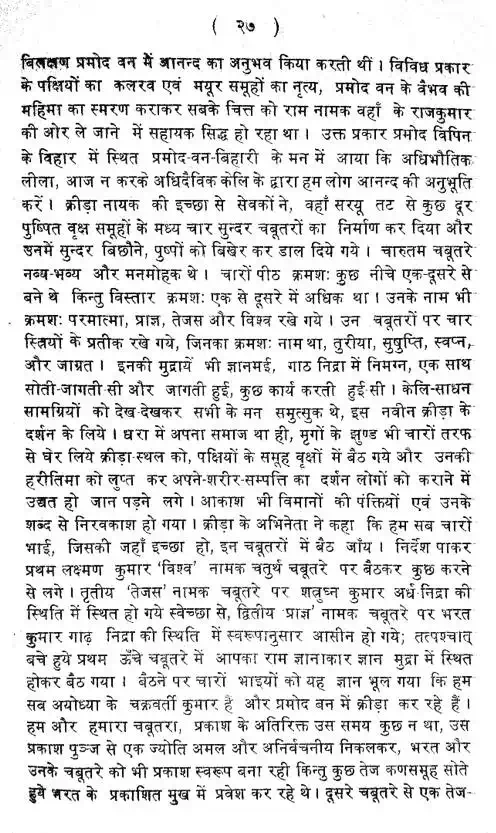 ( २७ )
बिलक्षण प्रमोद वन में आनन्द का अनुभव किया करती थीं। विविध प्रकार
के पक्षियों का कलरव एवं मयूर समूहों का नृत्य, प्रमोद वन के वैभव की
महिमा का स्मरण कराकर सबके चित्त को राम नामक वहाँ के राजकुमार
की ओर ले जाने में सहायक सिद्ध हो रहा था। उक्त प्रकार प्रमोद विपिन
के विहार में स्थित प्रमोद-वन-बिहारी के मन में आया कि अधिभौतिक
लीला, आज न करके अधिदैविक केलि के द्वारा हम लोग आनन्द की अनुभूति
करें। क्रीड़ा नायक की इच्छा से सेवकों ने, वहाँ सरयू तट से कुछ दूर
पुष्पित वृक्ष समूहों के मध्य चार सुन्दर चबूतरों का निर्माण कर दिया और
उनमें सुन्दर बिछौने, पुष्पों को बिखेर कर डाल दिये गये। चारुतम चबूतरे
नव्य-भव्य और मनमोहक थे। चारों पीठ क्रमशः कुछ नीचे एक-दूसरे से
बने थे किन्तु विस्तार क्रमशः एक से दूसरे में अधिक था। उनके नाम भी
क्रमशः परमात्मा, प्राज्ञ, तेजस और विश्व रखे गये। उन चबूतरों पर चार
स्त्रियों के प्रतीक रखे गये, जिनका क्रमशः नाम था, तुरीया, सुषुप्ति, स्वप्न,
और जाग्रत। इनकी मुद्रायें भी ज्ञानमई, गाठ निद्रा में निमग्न, एक साथ
सोती-जागती-सी और जागती हुई, कुछ कार्य करती हुई-सी। केलि-साधन
सामग्रियों को देख-देखकर सभी के मन समुत्सुक थे, इस नवीन क्रीड़ा के
दर्शन के लिये। धरा में अपना समाज था ही, मृगों के झुण्ड भी चारों तरफ
से घेर लिये क्रीड़ा-स्थल को, पक्षियों के समूह वृक्षों में बैठ गये और उनकी
हरीतिमा को लुप्त कर अपने-शरीर-सम्पत्ति का दर्शन लोगों को कराने में
उद्यत हो जान पड़ने लगे। आकाश भी विमानों की पंक्तियों एवं उनके
शब्द से निरवकाश हो गया। क्रीड़ा के अभिनेता ने कहा कि हम सब चारों
भाई, जिसकी जहाँ इच्छा हो, इन चबूतरों में बैठ जाँय। निर्देश पाकर
प्रथम लक्ष्मण कुमार 'विश्व' नामक चतुर्थ चबूतरे पर बैठकर कुछ करने
से लगे। तृतीय 'तेजस' नामक चबूतरे पर शत्रुघ्न कुमार अर्ध-निद्रा की
स्थिति में स्थित हो गये स्वेच्छा से, द्वितीय प्राज्ञ' नामक चबूतरे पर भरत
कुमार गाढ़ निद्रा की स्थिति में स्वरूपानुसार आसीन हो गये; तत्पश्चात्
बचे हुये प्रथम ऊँचे चबूतरे में आपका राम ज्ञानाकार ज्ञान मुद्रा में स्थित
होकर बैठ गया। बैठने पर चारों भाइयों को यह ज्ञान भूल गया कि हम
सब अयोध्या के चक्रवर्ती कुमार हैं और प्रमोद बन में क्रीड़ा कर रहे हैं।
हम और हमारा चबूतरा, प्रकाश के अतिरिक्त उस समय कुछ न था, उस
प्रकाश पुञ्ज से एक ज्योति अमल और अनिर्वचनीय निकलकर, भरत और
उनके चबूतरे को भी प्रकाश स्वरूप बना रही किन्तु कुछ तेज कणसमूह सोते
हुये भरत के प्रकाशित मुख में प्रवेश कर रहे थे। दूसरे चबूतरे से एक तेज-